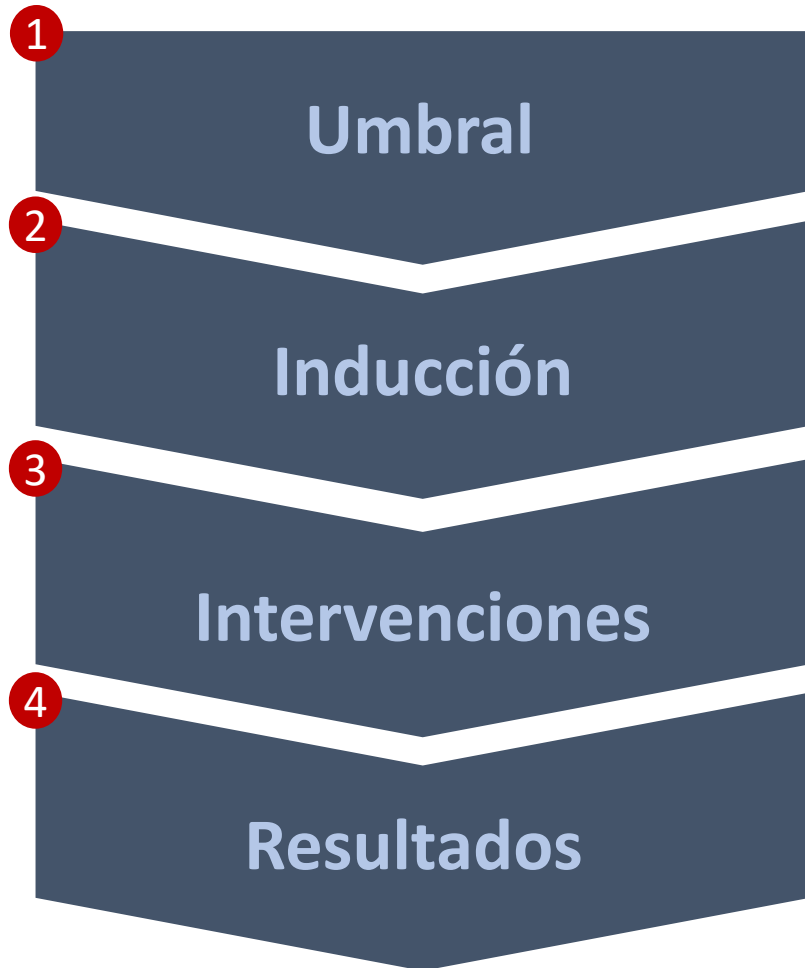 1
Umbral
2
Inducción
3
Intervenciones
4
Resultados